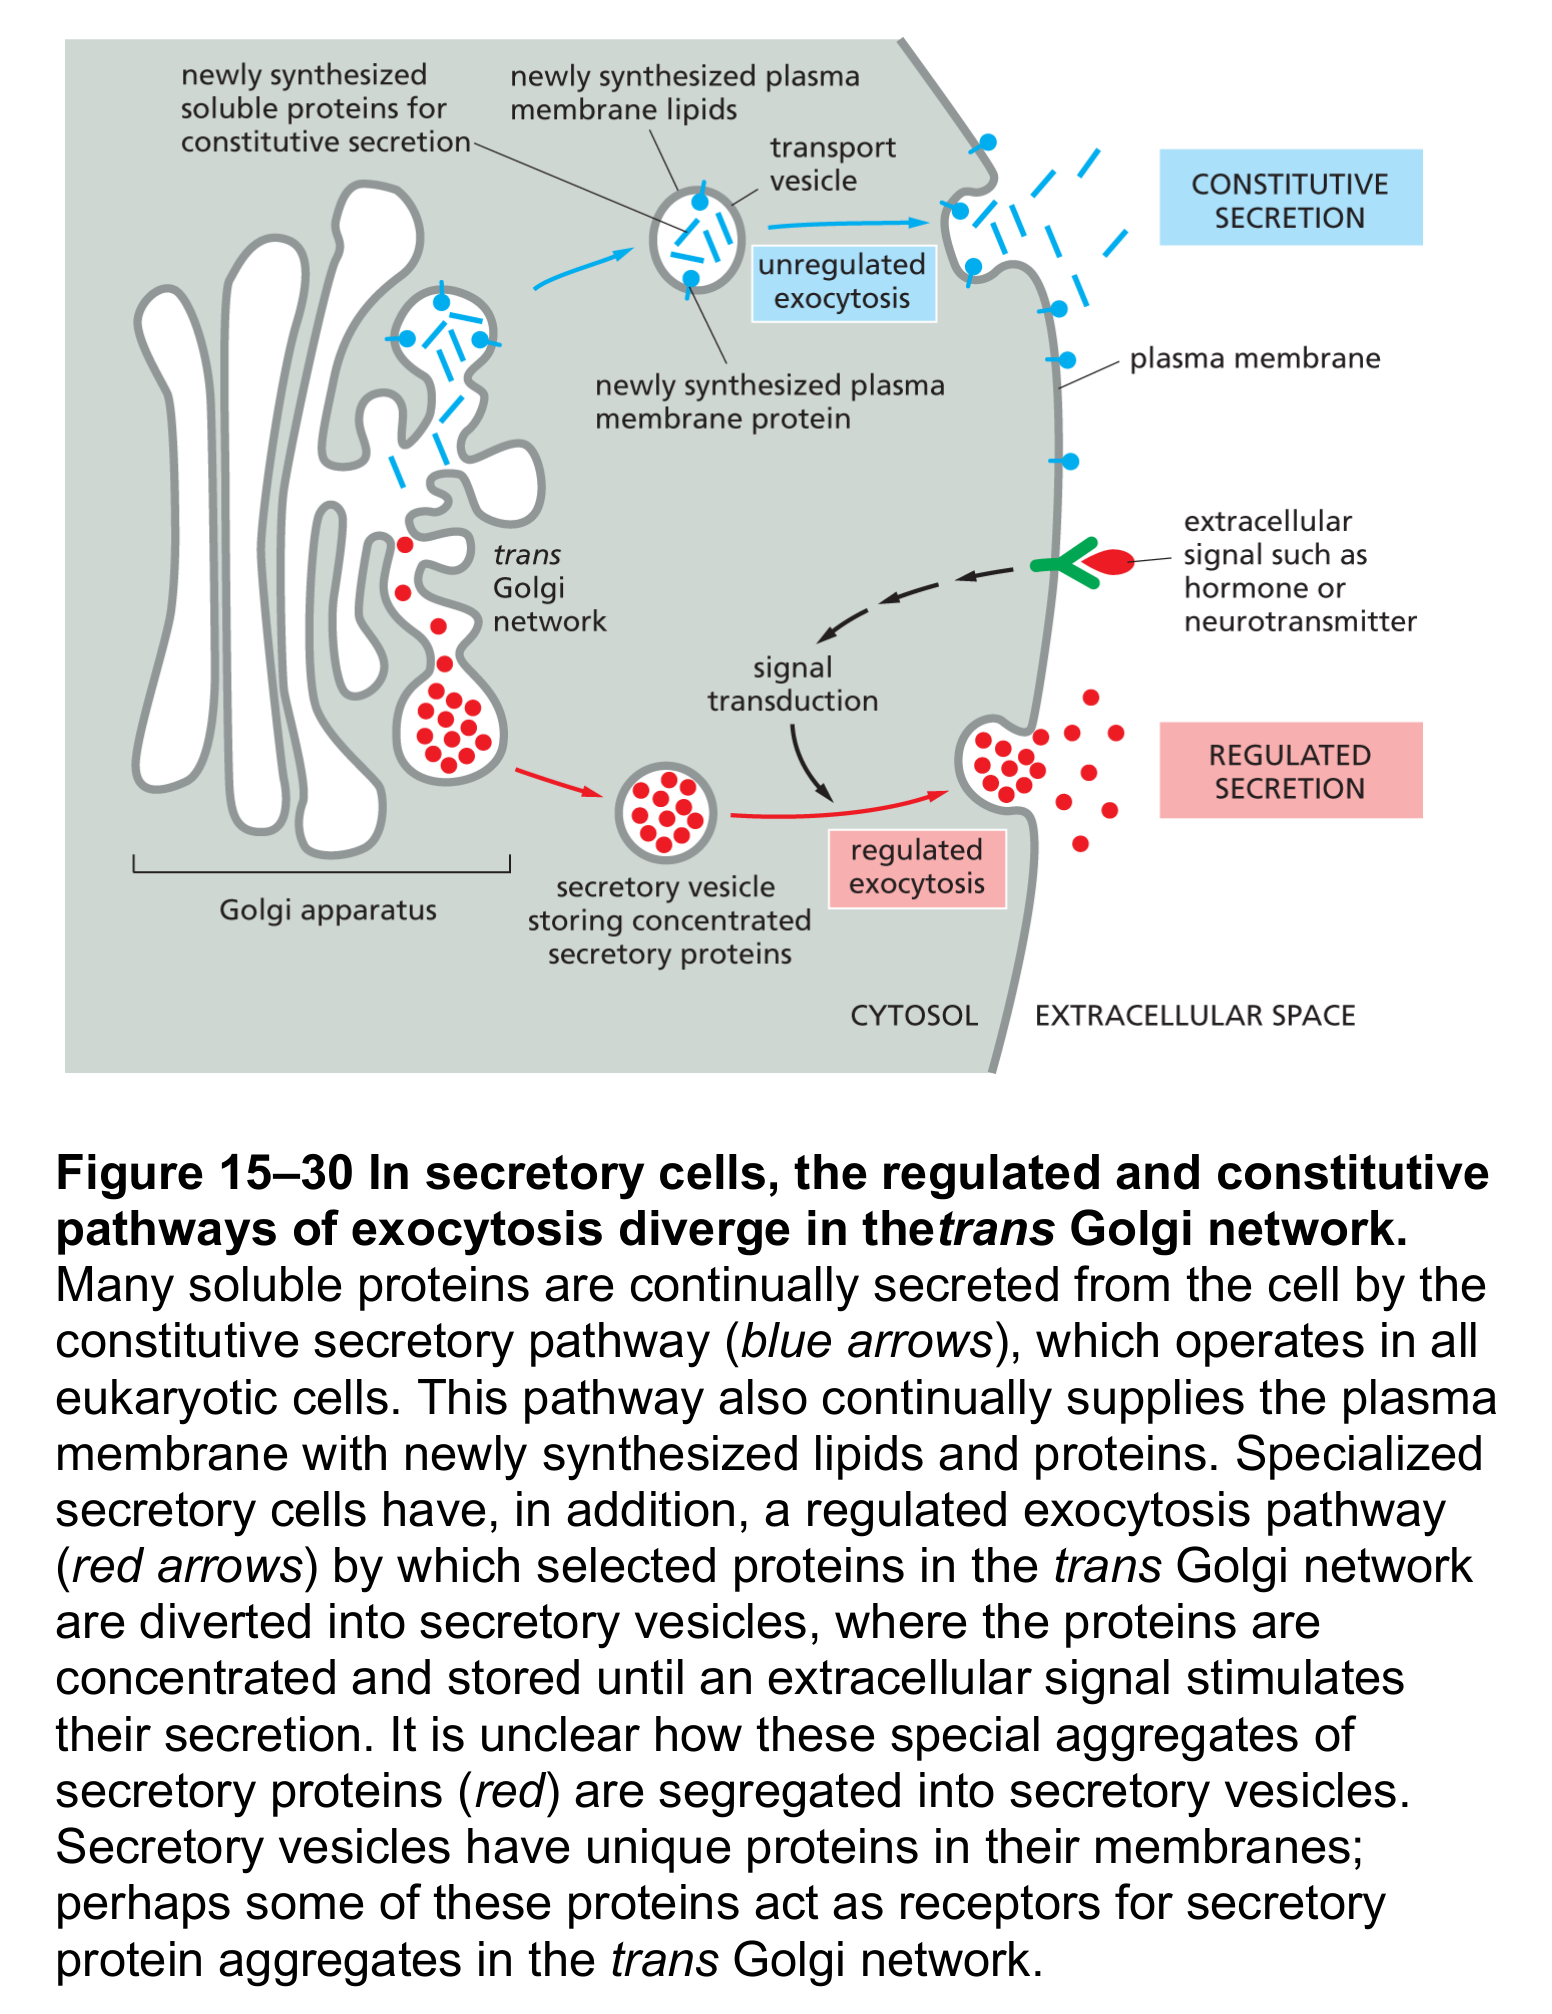 newly synthesized
soluble proteins for
constitutive secretion
newly synthesized plasma
membrane lipids
transport
vesicle
CONSTITUTIVE
SECRETION
unregulated
exocytosis
plasma membrane
newly synthesized plasma
membrane protein
extracellular
signal such as
hormone or
neurotransmitter
trans
Golgi
network
signal
transduction
REGULATED
SECRETION
regulated
exocytosis
secretory vesicle
storing concentrated
secretory proteins
Golgi apparatus
CYTOSOL
EXTRACELLULAR SPACE
Figure 15–30 In secretory cells, the regulated and constitutive
pathways of exocytosis diverge in thetrans Golgi network.
Many soluble proteins are continually secreted from the cell by the
constitutive secretory pathway (blue arrows), which operates in all
eukaryotic cells. This pathway also continually supplies the plasma
membrane with newly synthesized lipids and proteins. Specialized
secretory cells have, in addition, a regulated exocytosis pathway
(red arrows) by which selected proteins in the trans Golgi network
are diverted into secretory vesicles, where the proteins are
concentrated and stored until an extracellular signal stimulates
their secretion. It is unclear how these special aggregates of
secretory proteins (red) are segregated into secretory vesicles.
Secretory vesicles have unique proteins in their membranes;
perhaps some of these proteins act as receptors for secretory
protein aggregates in the trans Golgi network.